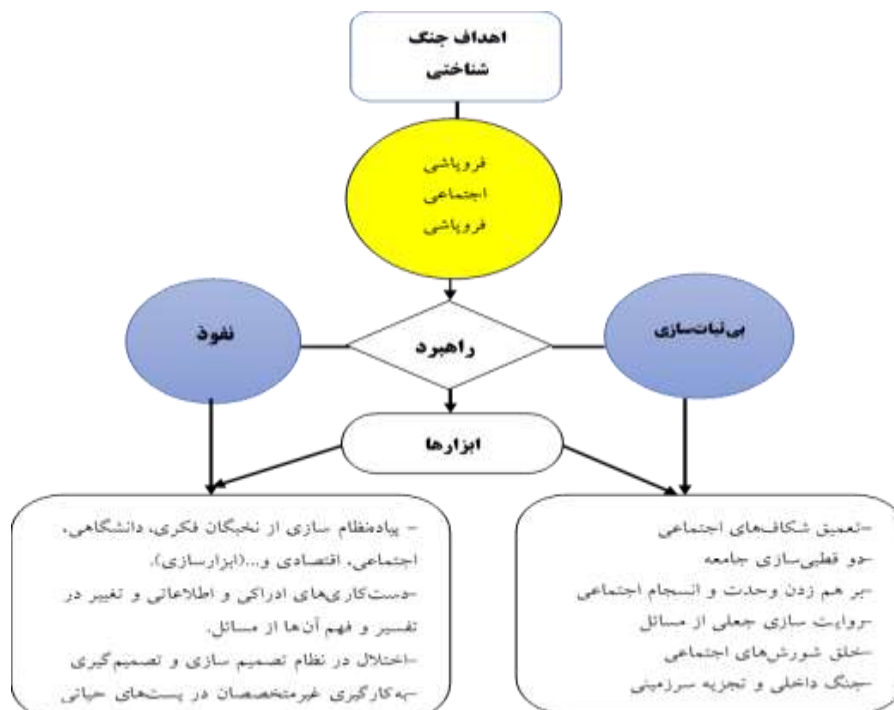 اهداف جنگ
شناختی
فروپاشی
اجتماعی
فروپاشی
بی‌ثبات‌سازی
راهبرد
نفوذ
ابزارها
-تعمیق شکاف‌های اجتماعی
-دو قطبی‌سازی جامعه
-بر هم زدن وحدت و انسجام اجتماعی
-روایت سازی جعلی از مسائل
-خلق شورش‌های اجتماعی
-جنگ داخلی و تجزیه سرزمینی
- پیاده‌نظام سازی از نخبگان فکری، دانشگاهی،
اجتماعی، اقتصادی و...(ابزارسازی).
-دست‌کاری‌های ادراکی و اطلاعاتی و تغییر در
تفسیر و فهم آن‌ها از مسائل.
-اختلال در نظام تصمیم سازی و تصمیم‌گیری
-به‌کارگیری غیرمتخصصان در پست‌های حیاتی